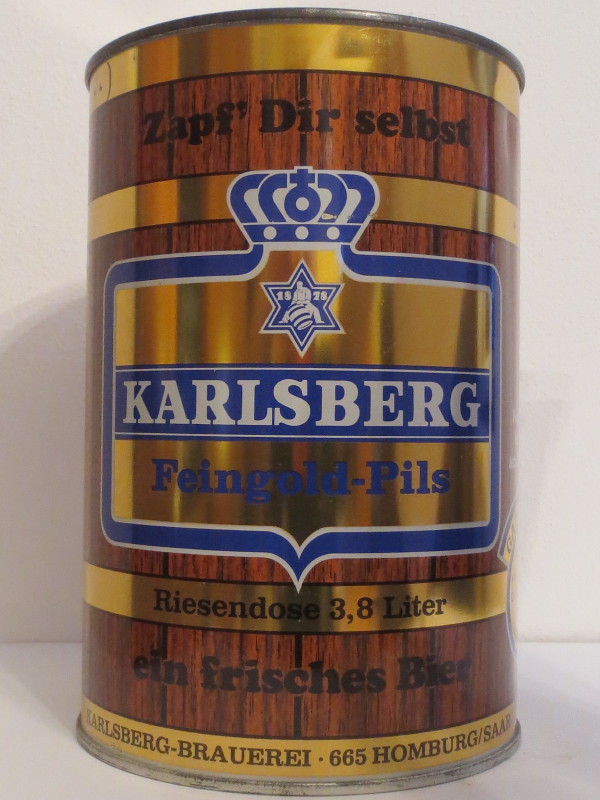 Zapf' Dir selbst
18 78
KARLSBERG
Feingold-Pils
Riesendose 3,8 Liter
ein frisches Bier
KARLSBERG-BRAUEREI · 665 HOMBURG/SAAR